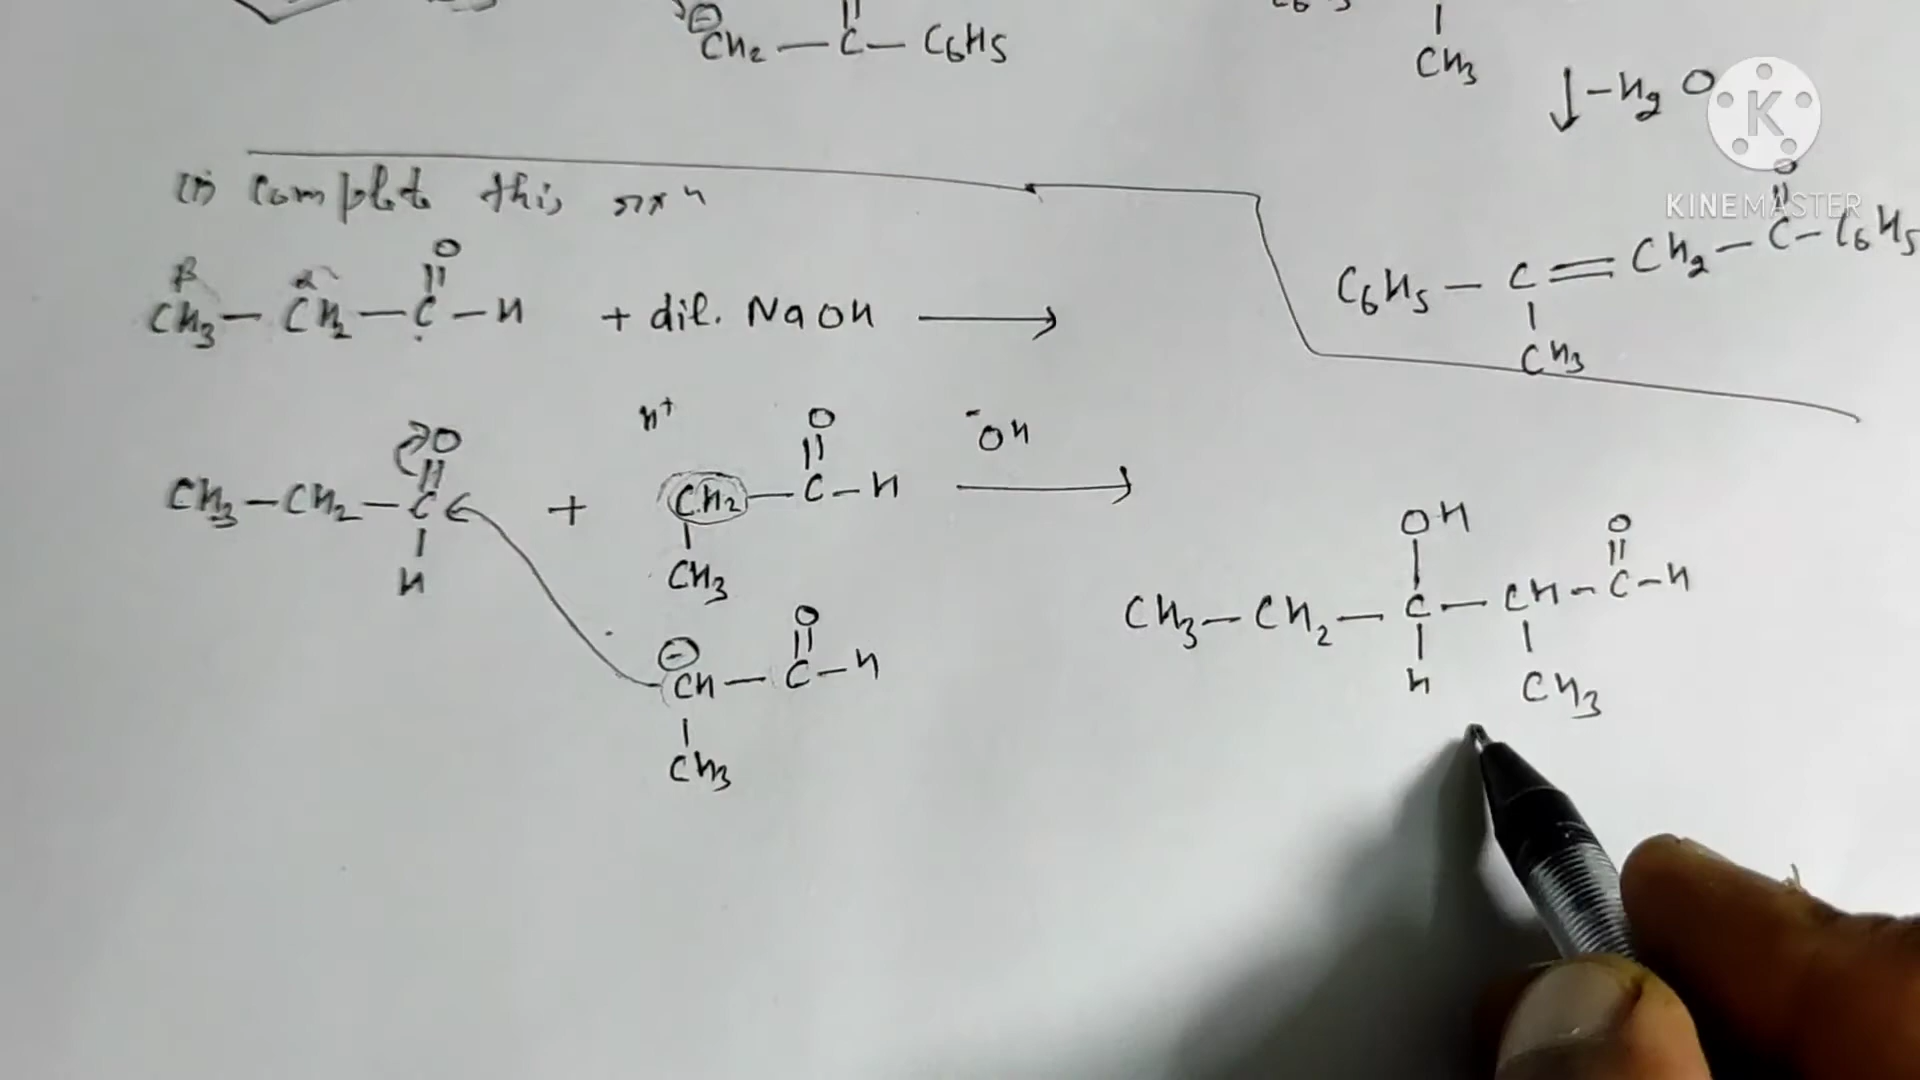 ⊖CH₂ — C — C₆H₅
CH₃
↓ -H₂O
K
KINEMASTER
(1) Complete this rxⁿ
O
C₆H₅ — C = CH₂ — C — C₆H₅
CH₃
β α O
CH₃ — CH₂ — C — H + dil. NaOH ⟶
O H⁺ O ⁻OH
CH₃ — CH₂ — C + CH₂ — C — H ⟶
H CH₃
OH O
CH₃ — CH₂ — C — CH — C — H
H CH₃
⊖ O
CH — C — H
CH₃